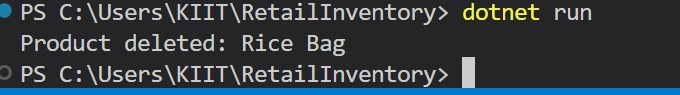 PS C:\Users\KIIT\RetailInventory> dotnet run
Product deleted: Rice Bag
PS C:\Users\KIIT\RetailInventory>